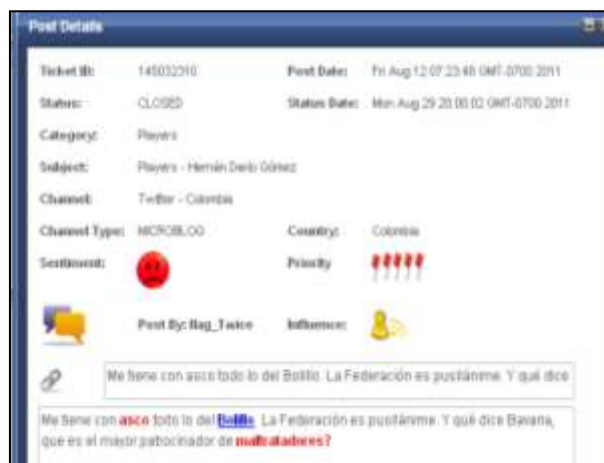 Post Details
Ticket ID: 145032310 Post Date: Fri Aug 12 07:23:48 GMT-0700 2011
Status: CLOSED Status Date: Mon Aug 29 20:08:02 GMT-0700 2011
Category: Players
Subject: Players - Hernán Darío Gómez
Channel: Twitter - Colombia
Channel Type: MICROBLOG Country: Colombia
Sentiment: Priority
Post By: flag_Twice Influence:
Me tiene con asco todo lo del Bolillo. La Federación es pusilánime. Y qué dice
Me tiene con asco todo lo del Bolillo. La Federación es pusilánime. Y qué dice Bavaria,
que es el mayor patrocinador de maltratadores?